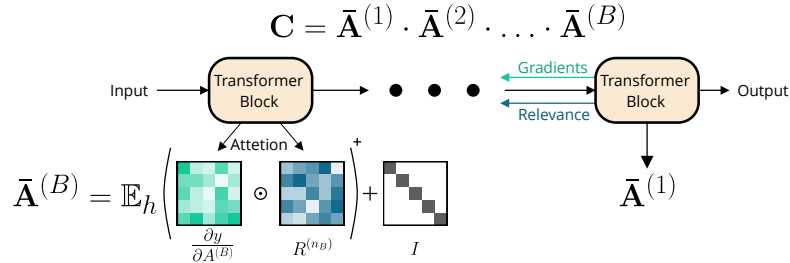 C = Ā^(1) · Ā^(2) · . . . . · Ā^(B)
Input
Transformer
Block
Gradients
Relevance
Transformer
Block
Output
Attetion
Ā^(B) = 𝔼_h ( ⊙ )^+ +
∂y
∂A^(B)
R^(n_B)
I
Ā^(1)